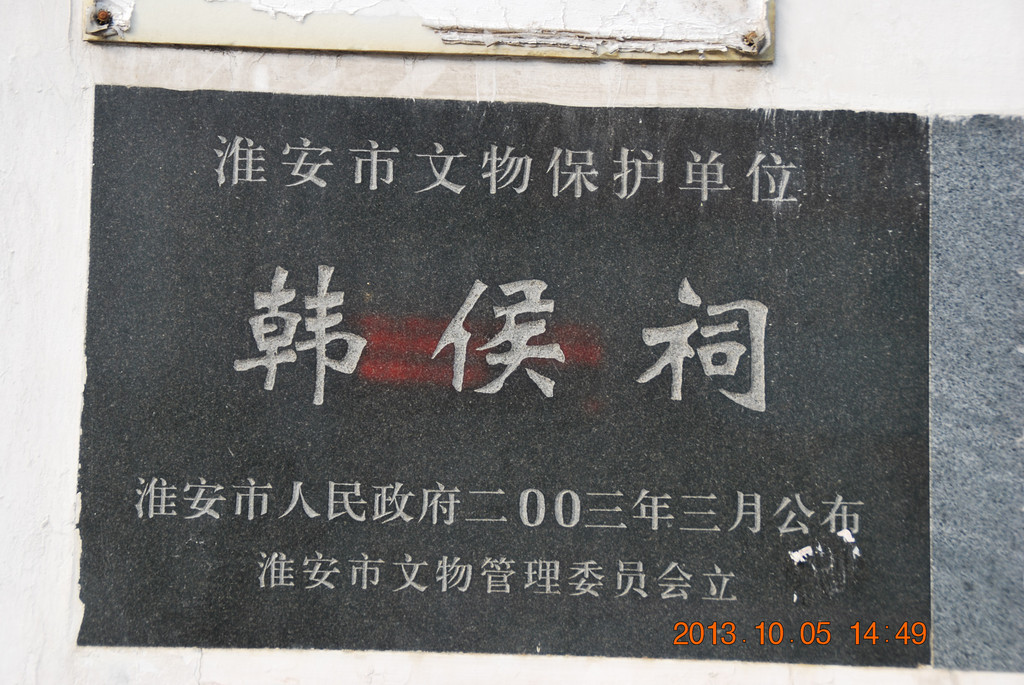 淮安市文物保护单位
韩侯祠
淮安市人民政府二00三年三月公布
淮安市文物管理委员会立
2013.10.05 14:49